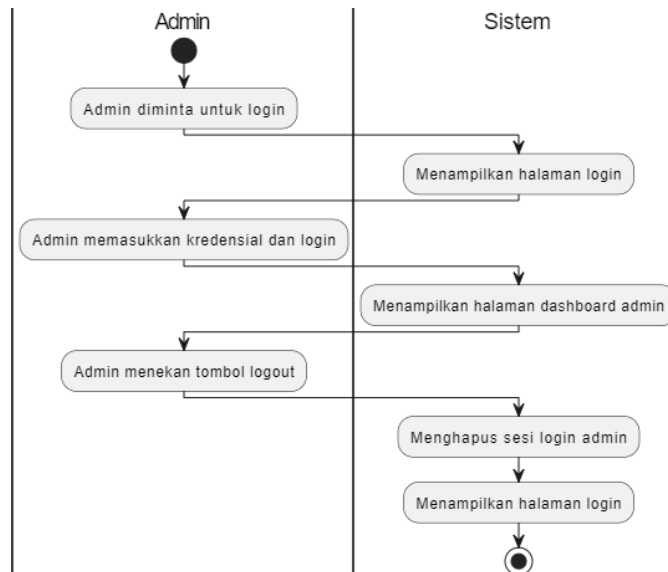 Admin
Sistem
Admin diminta untuk login
Menampilkan halaman login
Admin memasukkan kredensial dan login
Menampilkan halaman dashboard admin
Admin menekan tombol logout
Menghapus sesi login admin
Menampilkan halaman login